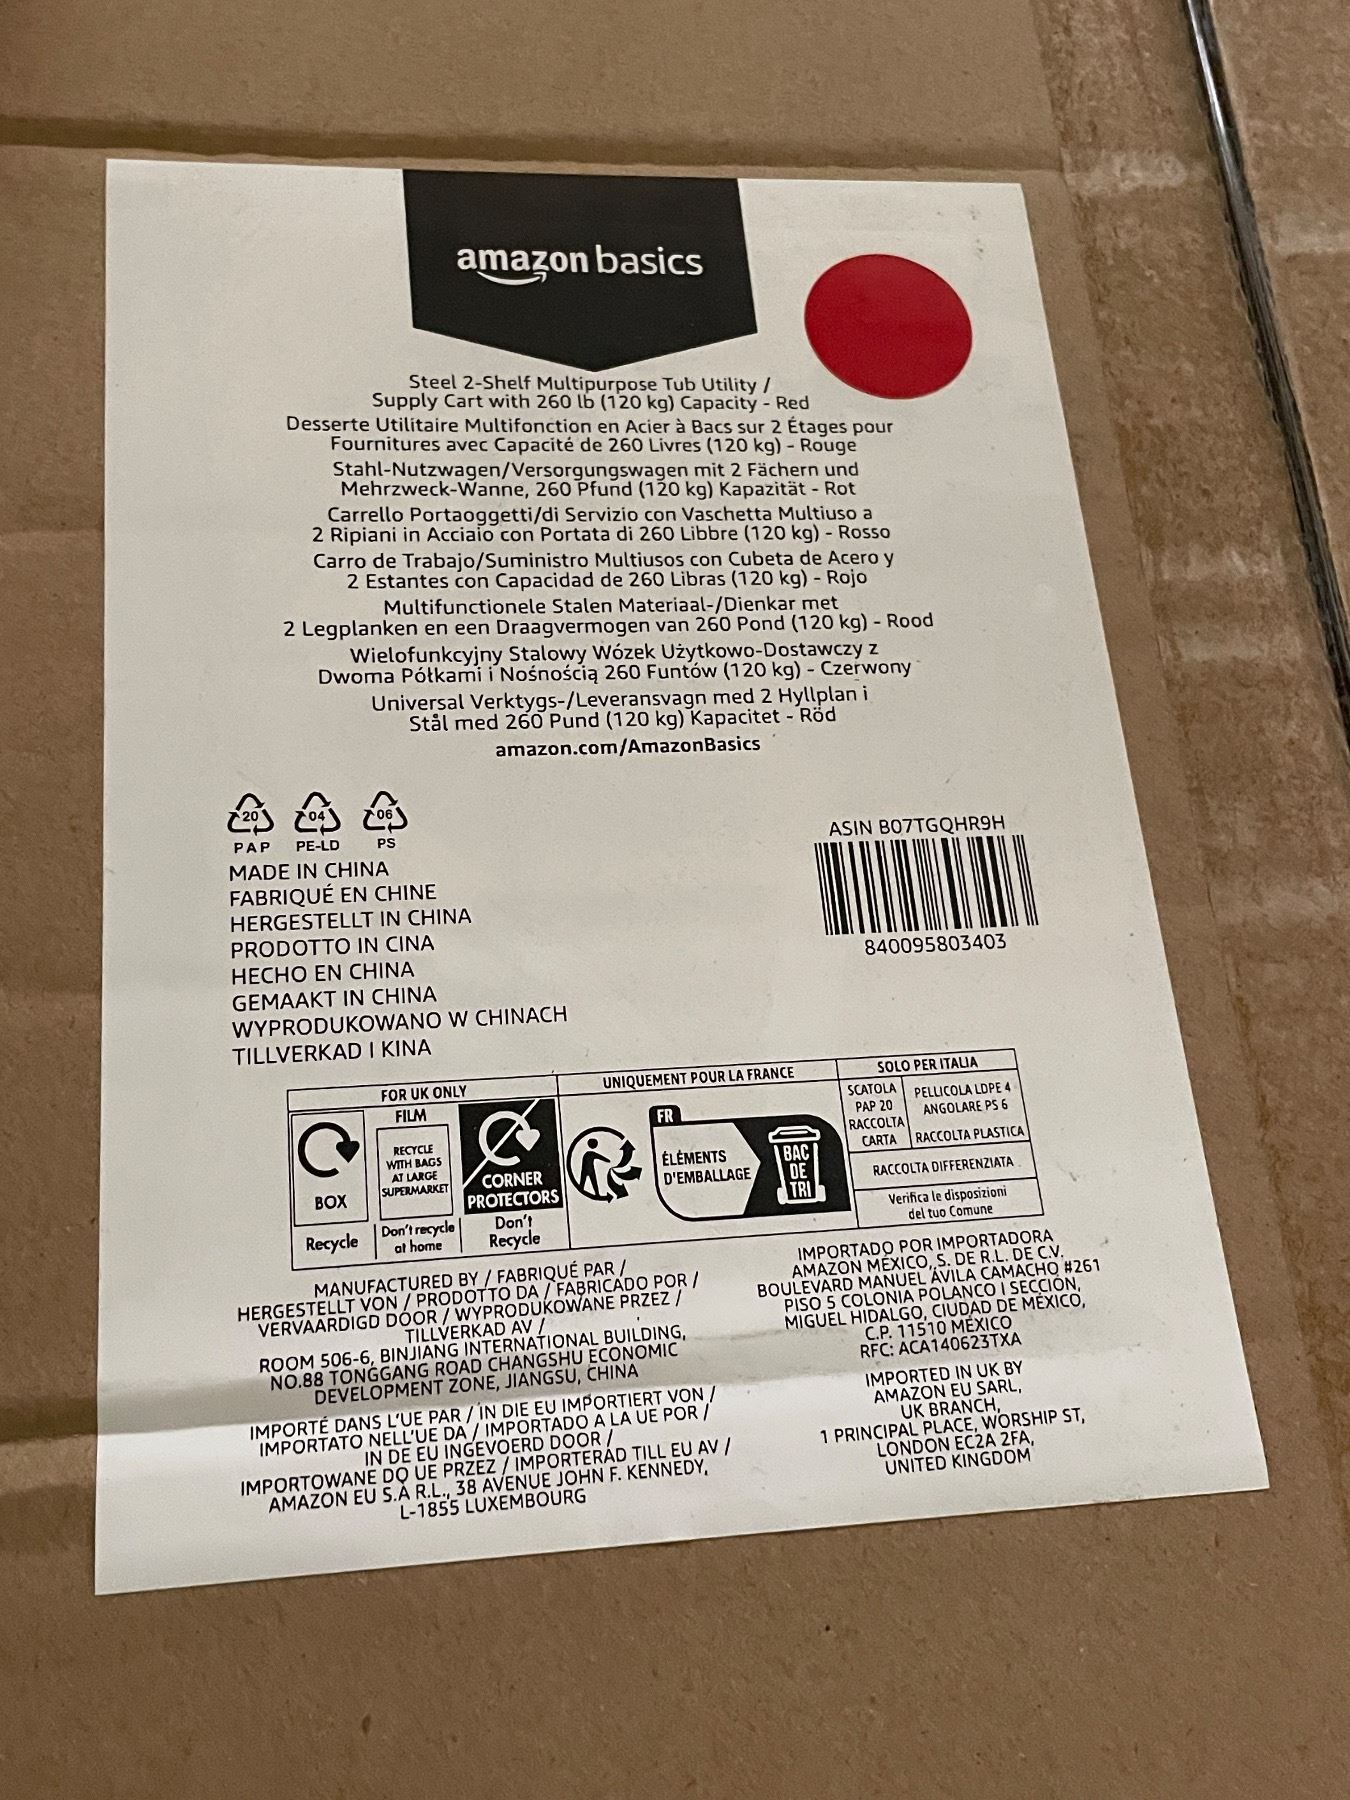 amazon basics
Steel 2-Shelf Multipurpose Tub Utility /
Supply Cart with 260 lb (120 kg) Capacity - Red
Desserte Utilitaire Multifonction en Acier à Bacs sur 2 Étages pour
Fournitures avec Capacité de 260 Livres (120 kg) - Rouge
Stahl-Nutzwagen/Versorgungswagen mit 2 Fächern und
Mehrzweck-Wanne, 260 Pfund (120 kg) Kapazität - Rot
Carrello Portaoggetti/di Servizio con Vaschetta Multiuso a
2 Ripiani in Acciaio con Portata di 260 Libbre (120 kg) - Rosso
Carro de Trabajo/Suministro Multiusos con Cubeta de Acero y
2 Estantes con Capacidad de 260 Libras (120 kg) - Rojo
Multifunctionele Stalen Materiaal-/Dienkar met
2 Legplanken en een Draagvermogen van 260 Pond (120 kg) - Rood
Wielofunkcyjny Stalowy Wózek Użytkowo-Dostawczy z
Dwoma Półkami i Nośnością 260 Funtów (120 kg) - Czerwony
Universal Verktygs-/Leveransvagn med 2 Hyllplan i
Stål med 260 Pund (120 kg) Kapacitet - Röd
amazon.com/AmazonBasics
20 04 06
PAP PE-LD PS
MADE IN CHINA
FABRIQUÉ EN CHINE
HERGESTELLT IN CHINA
PRODOTTO IN CINA
HECHO EN CHINA
GEMAAKT IN CHINA
WYPRODUKOWANO W CHINACH
TILLVERKAD I KINA
ASIN B07TGQHR9H
840095803403
FOR UK ONLY
BOX
Recycle
FILM
RECYCLE
WITH BAGS
AT LARGE
SUPERMARKET
Don't recycle
at home
CORNER
PROTECTORS
Don't
Recycle
UNIQUEMENT POUR LA FRANCE
FR
ÉLÉMENTS
D'EMBALLAGE
BAC
DE
TRI
SOLO PER ITALIA
SCATOLA
PAP 20
RACCOLTA
CARTA
PELLICOLA LDPE 4
ANGOLARE PS 6
RACCOLTA PLASTICA
RACCOLTA DIFFERENZIATA
Verifica le disposizioni
del tuo Comune
MANUFACTURED BY / FABRIQUÉ PAR /
HERGESTELLT VON / PRODOTTO DA / FABRICADO POR /
VERVAARDIGD DOOR / WYPRODUKOWANE PRZEZ /
TILLVERKAD AV /
ROOM 506-6, BINJIANG INTERNATIONAL BUILDING,
NO.88 TONGGANG ROAD CHANGSHU ECONOMIC
DEVELOPMENT ZONE, JIANGSU, CHINA
IMPORTÉ DANS L'UE PAR / IN DIE EU IMPORTIERT VON /
IMPORTATO NELL'UE DA / IMPORTADO A LA UE POR /
IN DE EU INGEVOERD DOOR /
IMPORTOWANE DO UE PRZEZ / IMPORTERAD TILL EU AV /
AMAZON EU S.À R.L., 38 AVENUE JOHN F. KENNEDY,
L-1855 LUXEMBOURG
IMPORTADO POR IMPORTADORA
AMAZON MÉXICO, S. DE R.L. DE C.V.
BOULEVARD MANUEL ÁVILA CAMACHO #261
PISO 5 COLONIA POLANCO I SECCIÓN,
MIGUEL HIDALGO, CIUDAD DE MÉXICO,
C.P. 11510 MÉXICO
RFC: ACA140623TXA
IMPORTED IN UK BY
AMAZON EU SARL,
UK BRANCH,
1 PRINCIPAL PLACE, WORSHIP ST,
LONDON EC2A 2FA,
UNITED KINGDOM